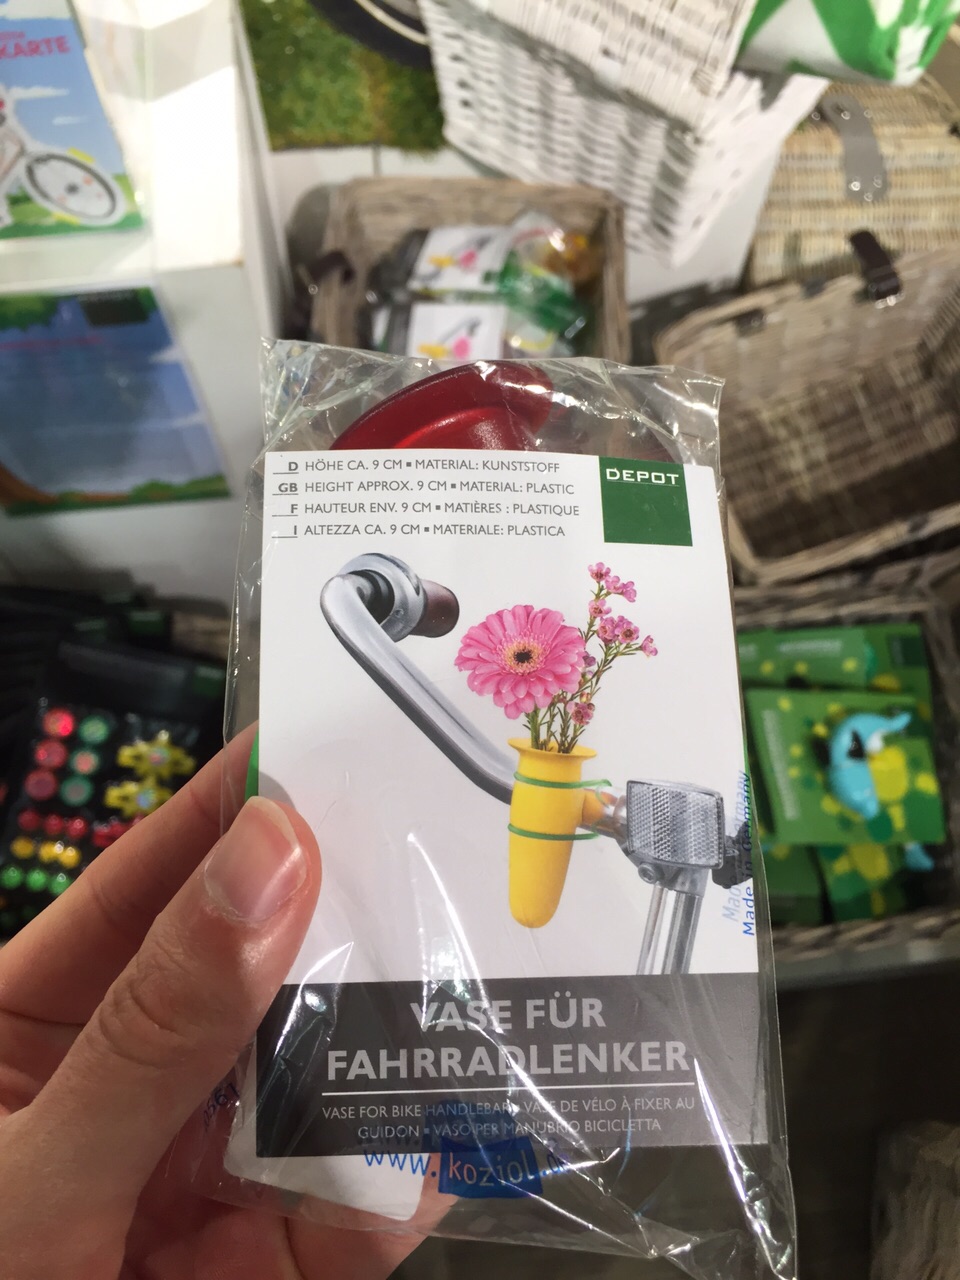 KARTE
D HÖHE CA. 9 CM ▪ MATERIAL: KUNSTSTOFF
GB HEIGHT APPROX. 9 CM ▪ MATERIAL: PLASTIC
F HAUTEUR ENV. 9 CM ▪ MATIÈRES : PLASTIQUE
I ALTEZZA CA. 9 CM ▪ MATERIALE: PLASTICA
DEPOT
Made in Germany
VASE FÜR
FAHRRADLENKER
VASE FOR BIKE HANDLEBAR ▪ VASE DE VÉLO À FIXER AU
GUIDON ▪ VASO PER MANUBRIO BICICLETTA
www.koziol